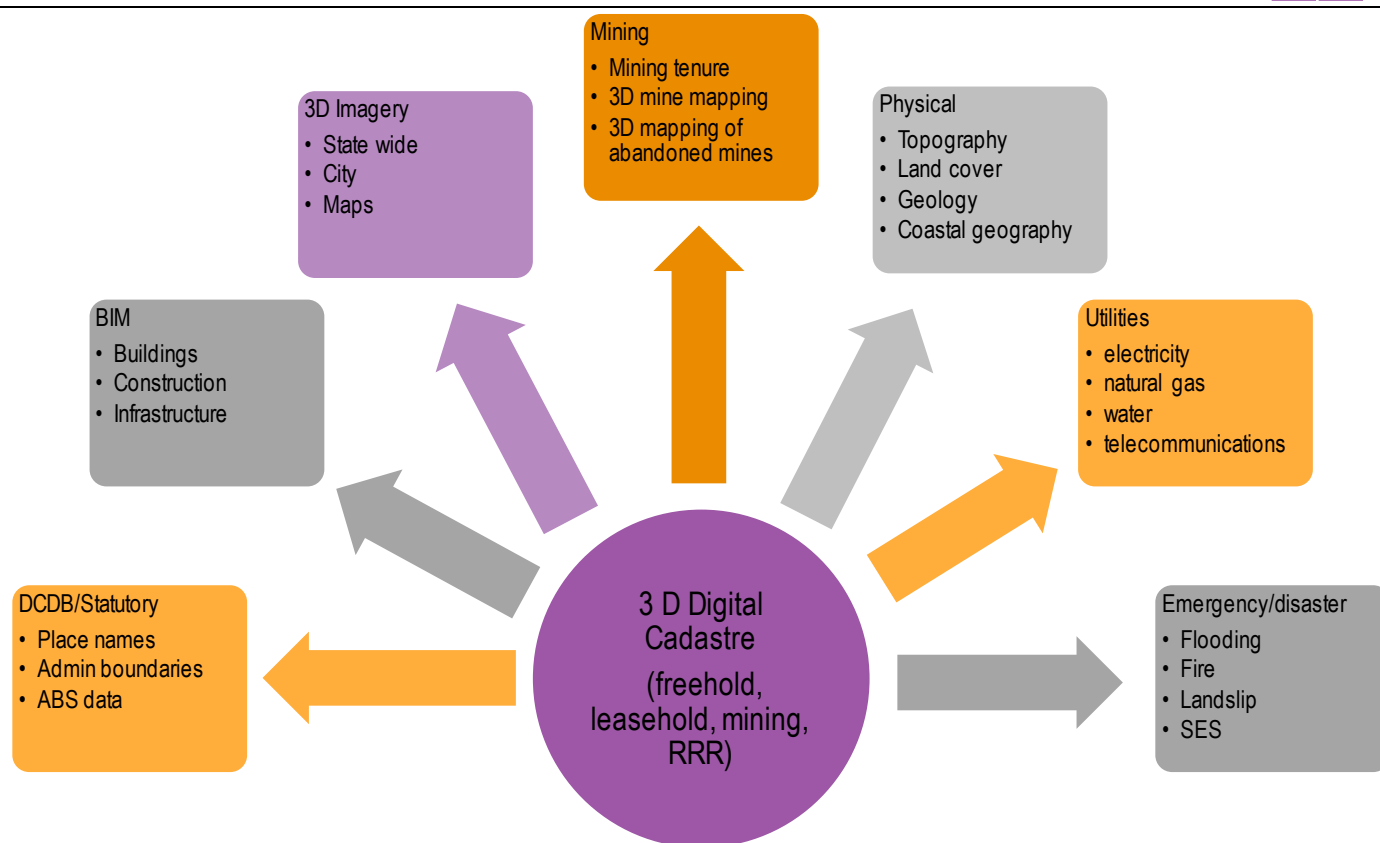 Mining
• Mining tenure
• 3D mine mapping
• 3D mapping of
abandoned mines
3D Imagery
• State wide
• City
• Maps
Physical
• Topography
• Land cover
• Geology
• Coastal geography
BIM
• Buildings
• Construction
• Infrastructure
Utilities
• electricity
• natural gas
• water
• telecommunications
DCDB/Statutory
• Place names
• Admin boundaries
• ABS data
3 D Digital
Cadastre
(freehold,
leasehold, mining,
RRR)
Emergency/disaster
• Flooding
• Fire
• Landslip
• SES